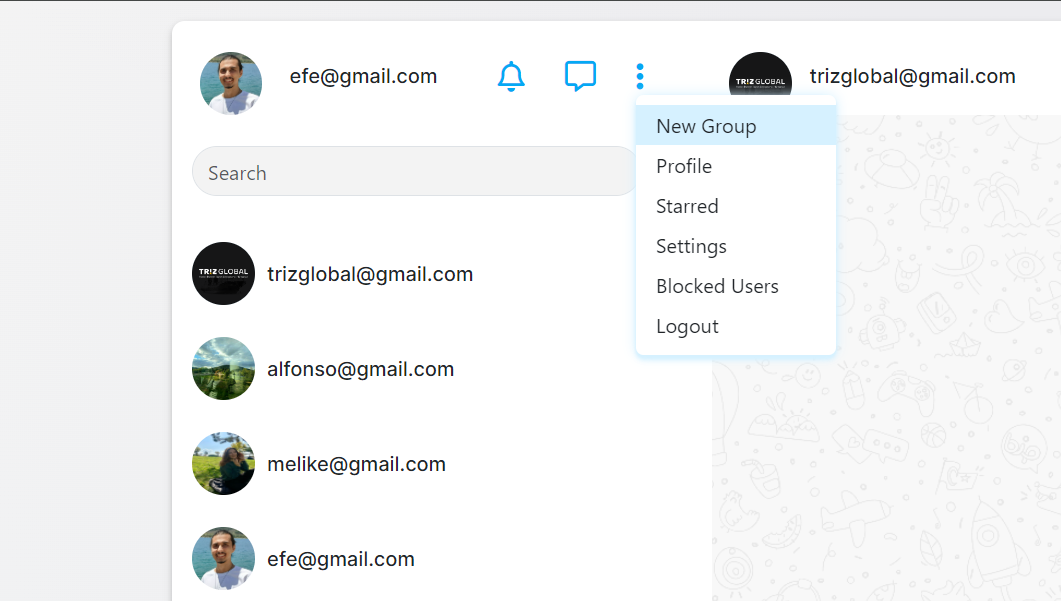 efe@gmail.com
TRIZ GLOBAL
trizglobal@gmail.com
New Group
Profile
Starred
Settings
Blocked Users
Logout
Search
TRIZ GLOBAL
trizglobal@gmail.com
alfonso@gmail.com
melike@gmail.com
efe@gmail.com